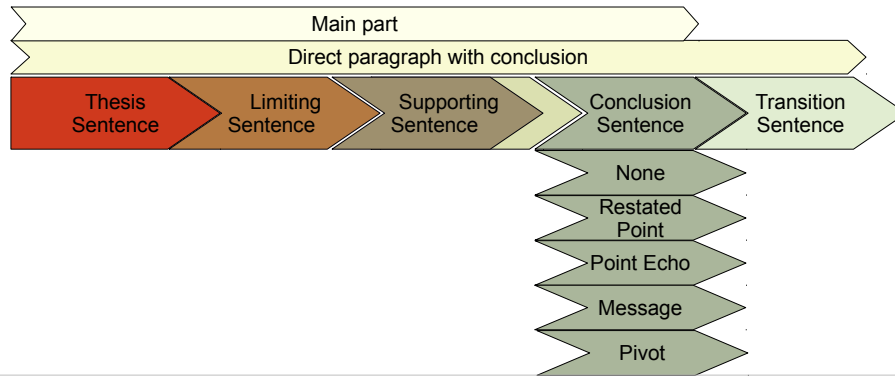 Main part
Direct paragraph with conclusion
Thesis
Sentence
Limiting
Sentence
Supporting
Sentence
Conclusion
Sentence
Transition
Sentence
None
Restated
Point
Point Echo
Message
Pivot